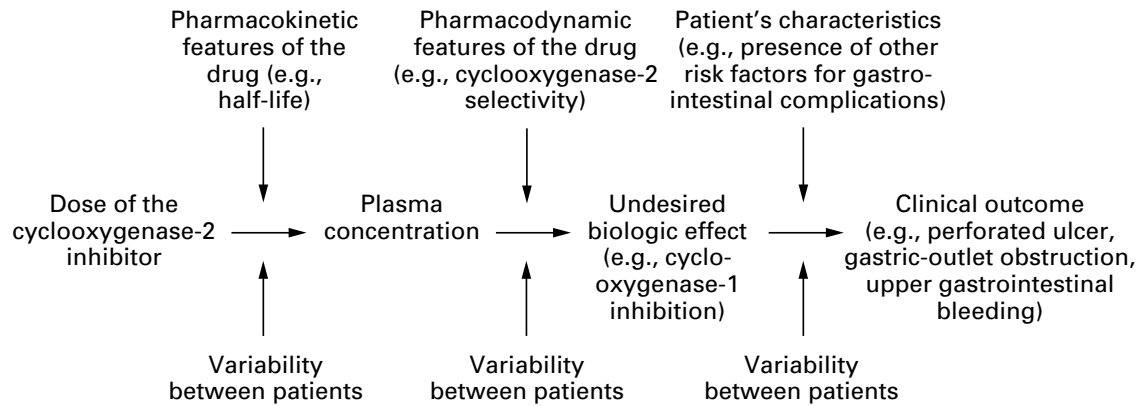 Pharmacokinetic
features of the
drug (e.g.,
half-life)
Pharmacodynamic
features of the drug
(e.g., cyclooxygenase-2
selectivity)
Patient’s characteristics
(e.g., presence of other
risk factors for gastro-
intestinal complications)
Dose of the
cyclooxygenase-2
inhibitor
Plasma
concentration
Undesired
biologic effect
(e.g., cyclo-
oxygenase-1
inhibition)
Clinical outcome
(e.g., perforated ulcer,
gastric-outlet obstruction,
upper gastrointestinal
bleeding)
Variability
between patients
Variability
between patients
Variability
between patients